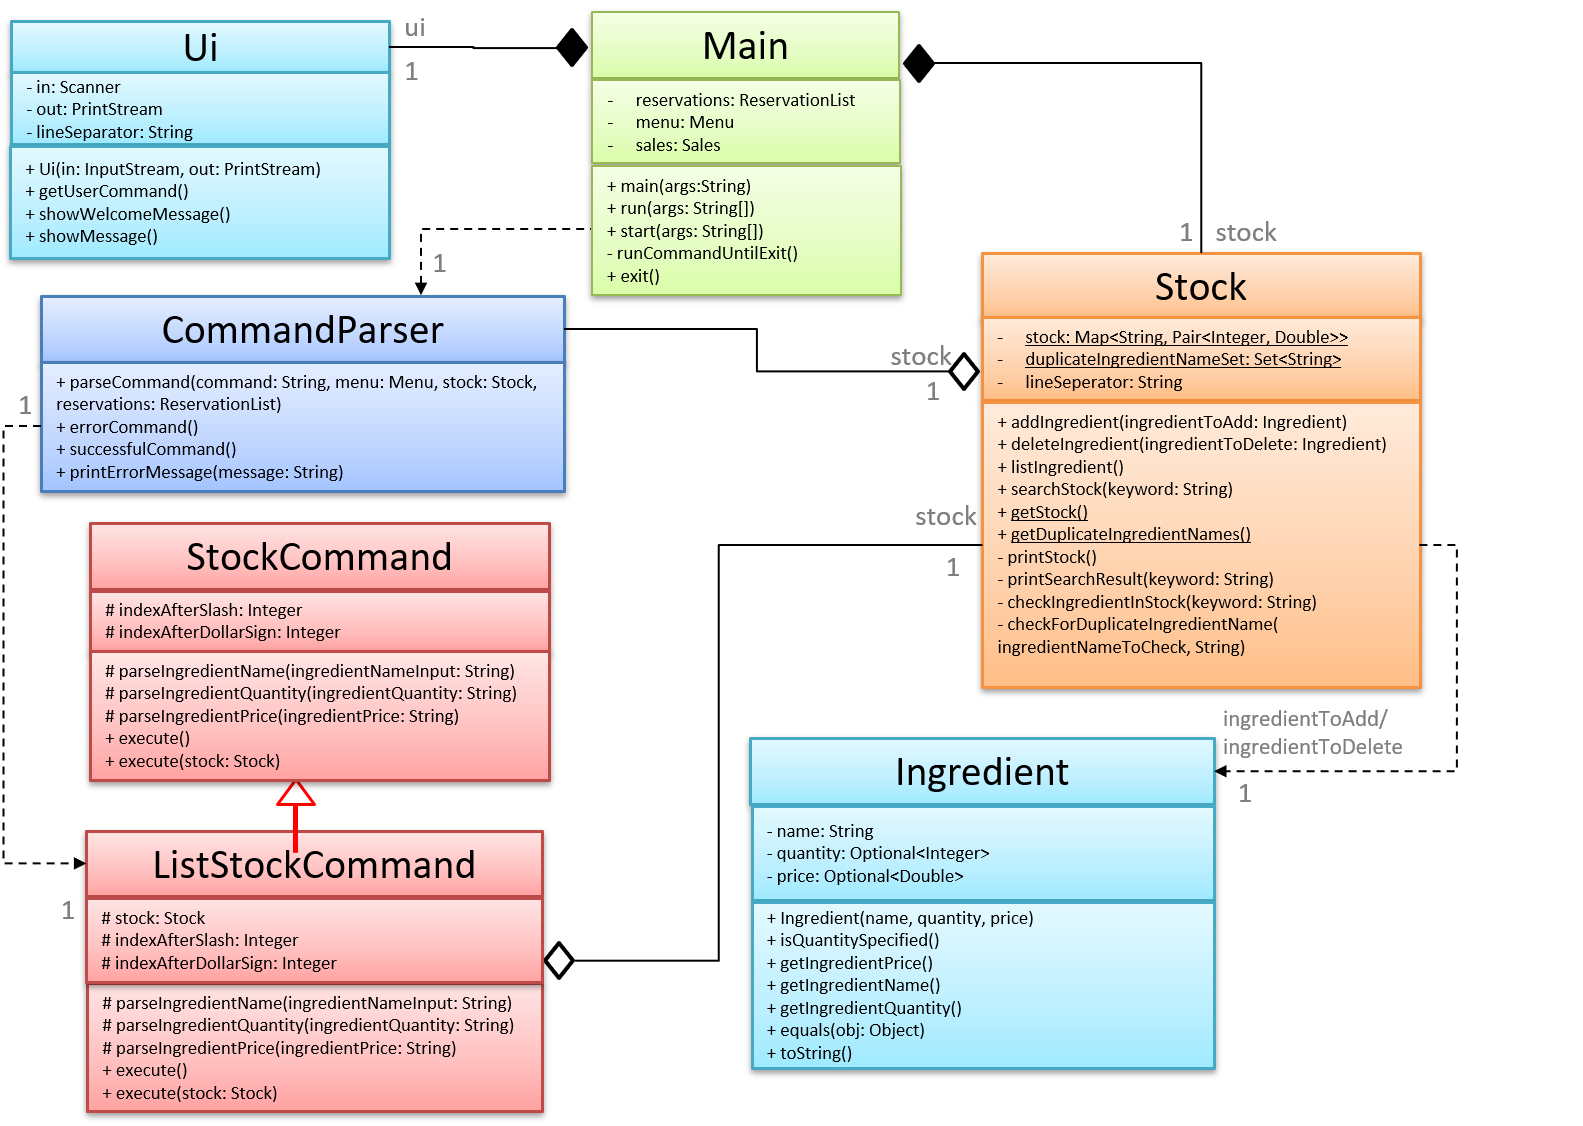 Ui
- in: Scanner
- out: PrintStream
- lineSeparator: String
+ Ui(in: InputStream, out: PrintStream)
+ getUserCommand()
+ showWelcomeMessage()
+ showMessage()
ui
1
Main
- reservations: ReservationList
- menu: Menu
- sales: Sales
+ main(args:String)
+ run(args: String[])
+ start(args: String[])
- runCommandUntilExit()
+ exit()
1
1 stock
CommandParser
+ parseCommand(command: String, menu: Menu, stock: Stock,
reservations: ReservationList)
+ errorCommand()
+ successfulCommand()
+ printErrorMessage(message: String)
1
stock
1
Stock
- stock: Map<String, Pair<Integer, Double>>
- duplicateIngredientNameSet: Set<String>
- lineSeperator: String
+ addIngredient(ingredientToAdd: Ingredient)
+ deleteIngredient(ingredientToDelete: Ingredient)
+ listIngredient()
+ searchStock(keyword: String)
+ getStock()
+ getDuplicateIngredientNames()
- printStock()
- printSearchResult(keyword: String)
- checkIngredientInStock(keyword: String)
- checkForDuplicateIngredientName(
ingredientNameToCheck, String)
stock
1
StockCommand
# indexAfterSlash: Integer
# indexAfterDollarSign: Integer
# parseIngredientName(ingredientNameInput: String)
# parseIngredientQuantity(ingredientQuantity: String)
# parseIngredientPrice(ingredientPrice: String)
+ execute()
+ execute(stock: Stock)
ingredientToAdd/
ingredientToDelete
1
ListStockCommand
1
# stock: Stock
# indexAfterSlash: Integer
# indexAfterDollarSign: Integer
# parseIngredientName(ingredientNameInput: String)
# parseIngredientQuantity(ingredientQuantity: String)
# parseIngredientPrice(ingredientPrice: String)
+ execute()
+ execute(stock: Stock)
Ingredient
- name: String
- quantity: Optional<Integer>
- price: Optional<Double>
+ Ingredient(name, quantity, price)
+ isQuantitySpecified()
+ getIngredientPrice()
+ getIngredientName()
+ getIngredientQuantity()
+ equals(obj: Object)
+ toString()